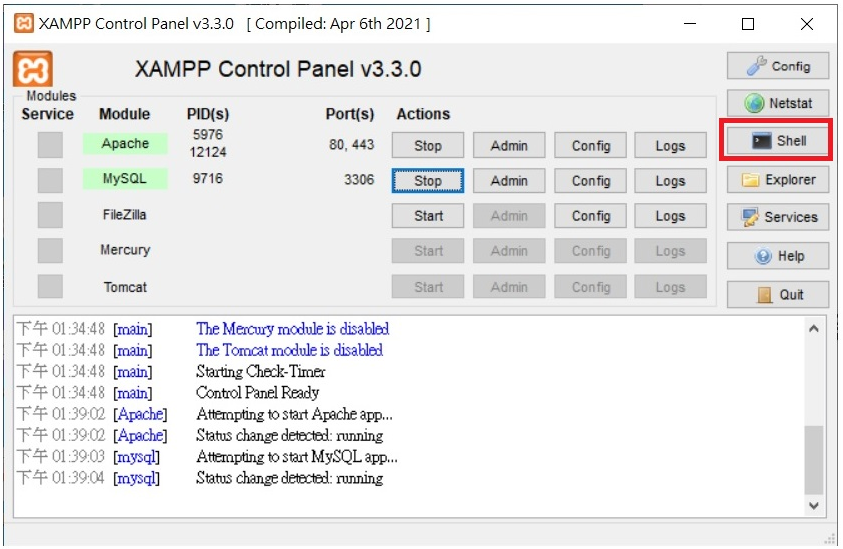 XAMPP Control Panel v3.3.0 [ Compiled: Apr 6th 2021 ]
XAMPP Control Panel v3.3.0
Config
Modules
Service Module PID(s) Port(s) Actions
Netstat
Apache 5976 12124 80, 443 Stop Admin Config Logs
Shell
MySQL 9716 3306 Stop Admin Config Logs
Explorer
FileZilla Start Admin Config Logs
Services
Mercury Start Admin Config Logs
Help
Tomcat Start Admin Config Logs
Quit
下午 01:34:48 [main] The Mercury module is disabled
下午 01:34:48 [main] The Tomcat module is disabled
下午 01:34:48 [main] Starting Check-Timer
下午 01:34:48 [main] Control Panel Ready
下午 01:39:02 [Apache] Attempting to start Apache app...
下午 01:39:02 [Apache] Status change detected: running
下午 01:39:03 [mysql] Attempting to start MySQL app...
下午 01:39:04 [mysql] Status change detected: running